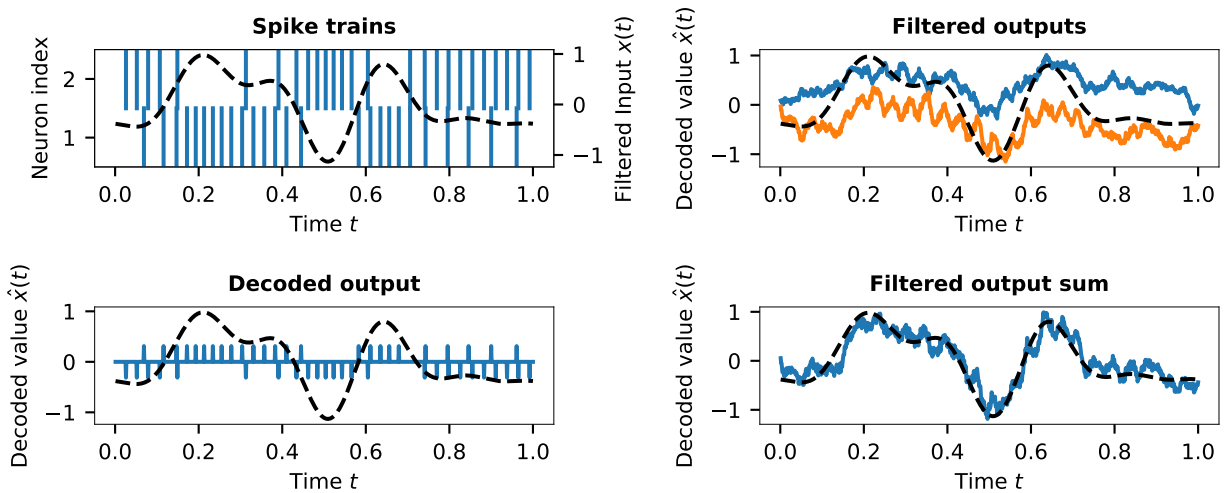 Spike trains
Neuron index
2
1
Filtered Input x(t)
1
0
−1
0.0 0.2 0.4 0.6 0.8 1.0
Time t
Filtered outputs
Decoded value x̂(t)
1
0
−1
0.0 0.2 0.4 0.6 0.8 1.0
Time t
Decoded output
Decoded value x̂(t)
1
0
−1
0.0 0.2 0.4 0.6 0.8 1.0
Time t
Filtered output sum
Decoded value x̂(t)
1
0
−1
0.0 0.2 0.4 0.6 0.8 1.0
Time t